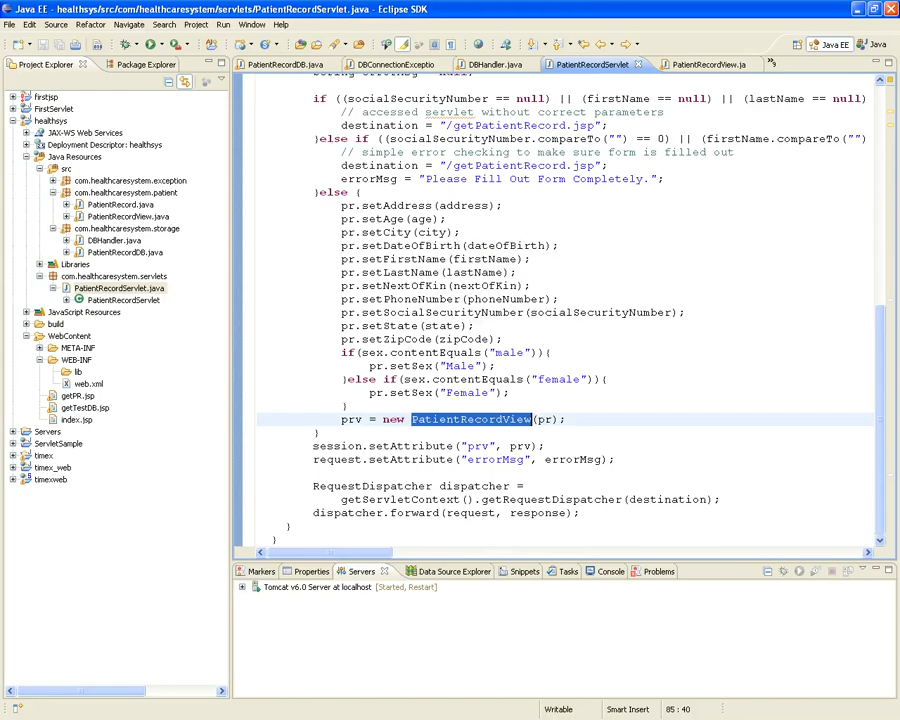 Java EE - healthsys/src/com/healthcaresystem/servlets/PatientRecordServlet.java - Eclipse SDK
File Edit Source Refactor Navigate Search Project Run Window Help
Java EE Java
Project Explorer Package Explorer
PatientRecordDB.java DBConnectionExceptio DBHandler.java PatientRecordServlet PatientRecordView.ja »9
firstjsp
FirstServlet
healthsys
JAX-WS Web Services
Deployment Descriptor: healthsys
Java Resources
src
com.healthcaresystem.exception
com.healthcaresystem.patient
PatientRecord.java
PatientRecordView.java
com.healthcaresystem.storage
DBHandler.java
PatientRecordDB.java
Libraries
com.healthcaresystem.servlets
PatientRecordServlet.java
PatientRecordServlet
JavaScript Resources
build
WebContent
META-INF
WEB-INF
lib
web.xml
getPR.jsp
getTestDB.jsp
index.jsp
Servers
ServletSample
timex
timex_web
timexweb
if ((socialSecurityNumber == null) || (firstName == null) || (lastName == null)
// accessed servlet without correct parameters
destination = "/getPatientRecord.jsp";
}else if ((socialSecurityNumber.compareTo("") == 0) || (firstName.compareTo("")
// simple error checking to make sure form is filled out
destination = "/getPatientRecord.jsp";
errorMsg = "Please Fill Out Form Completely.";
}else {
pr.setAddress(address);
pr.setAge(age);
pr.setCity(city);
pr.setDateOfBirth(dateOfBirth);
pr.setFirstName(firstName);
pr.setLastName(lastName);
pr.setNextOfKin(nextOfKin);
pr.setPhoneNumber(phoneNumber);
pr.setSocialSecurityNumber(socialSecurityNumber);
pr.setState(state);
pr.setZipCode(zipCode);
if(sex.contentEquals("male")){
pr.setSex("Male");
}else if(sex.contentEquals("female")){
pr.setSex("Female");
}
prv = new PatientRecordView(pr);
}
session.setAttribute("prv", prv);
request.setAttribute("errorMsg", errorMsg);
RequestDispatcher dispatcher =
getServletContext().getRequestDispatcher(destination);
dispatcher.forward(request, response);
}
}
Markers Properties Servers Data Source Explorer Snippets Tasks Console Problems
Tomcat v6.0 Server at localhost [Started, Restart]
Writable Smart Insert 85 : 40